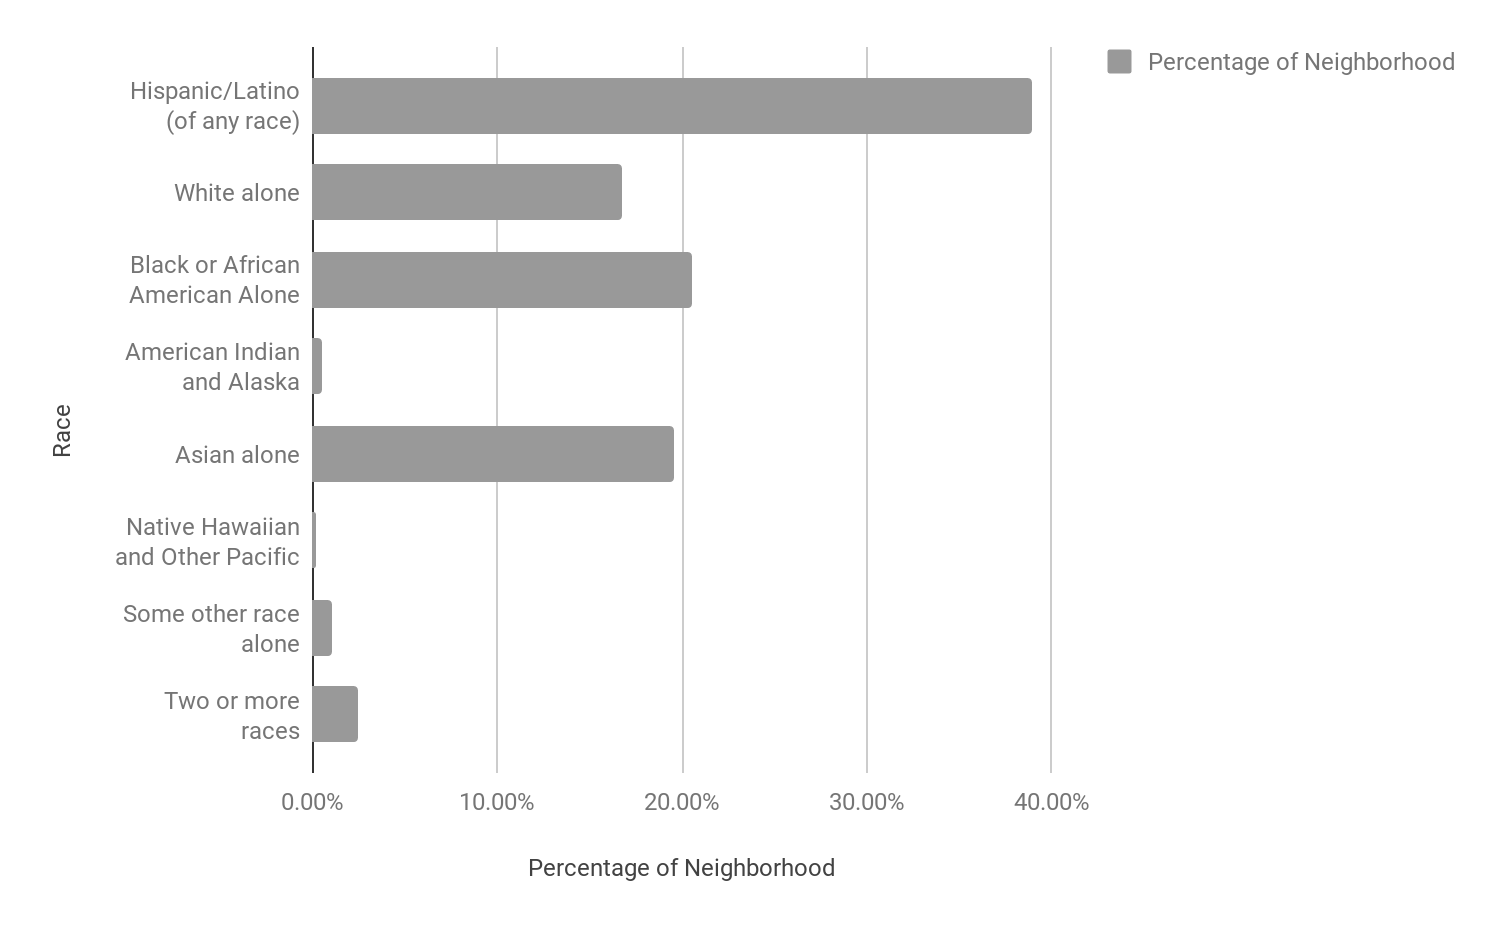 Percentage of Neighborhood
Hispanic/Latino
(of any race)
White alone
Black or African
American Alone
American Indian
and Alaska
Asian alone
Native Hawaiian
and Other Pacific
Some other race
alone
Two or more
races
Race
0.00%
10.00%
20.00%
30.00%
40.00%
Percentage of Neighborhood